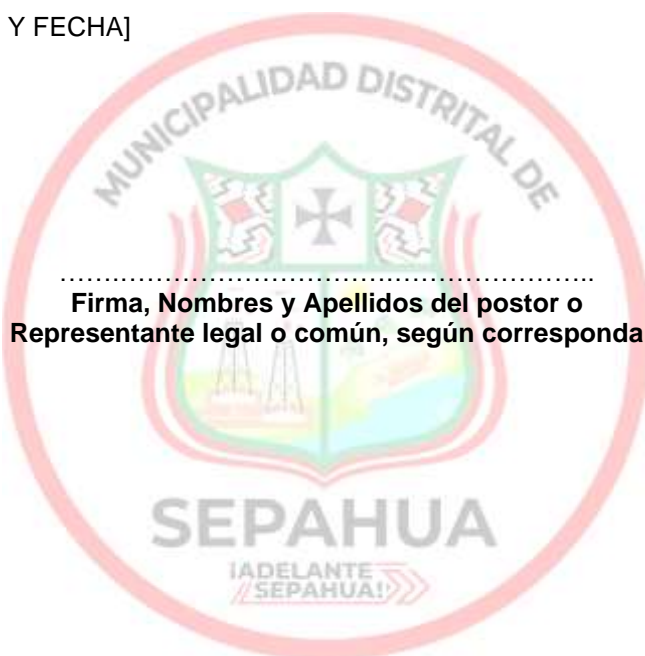 Y FECHA]
MUNICIPALIDAD DISTRITAL DE
…….…………………….…………………………..
Firma, Nombres y Apellidos del postor o
Representante legal o común, según corresponda
SEPAHUA
¡ADELANTE
SEPAHUA!